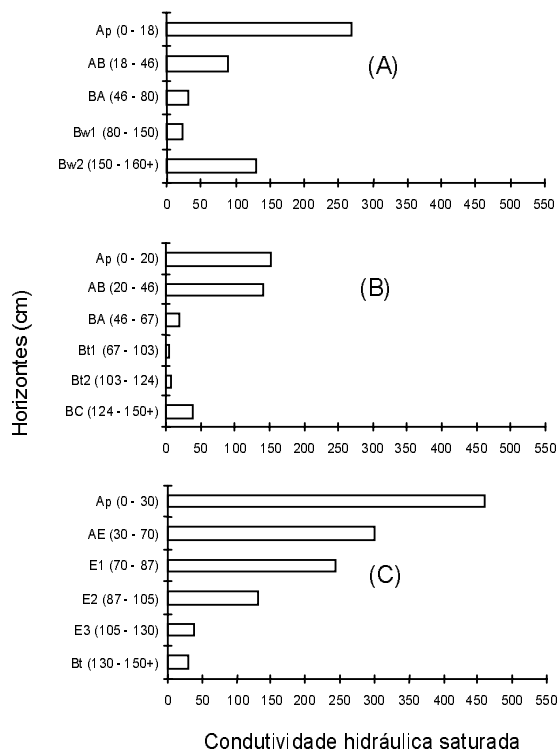 Ap (0 - 18)
AB (18 - 46)
BA (46 - 80)
Bw1 (80 - 150)
Bw2 (150 - 160+)
(A)
0 50 100 150 200 250 300 350 400 450 500 550
Horizontes (cm)
Ap (0 - 20)
AB (20 - 46)
BA (46 - 67)
Bt1 (67 - 103)
Bt2 (103 - 124)
BC (124 - 150+)
(B)
0 50 100 150 200 250 300 350 400 450 500 550
Ap (0 - 30)
AE (30 - 70)
E1 (70 - 87)
E2 (87 - 105)
E3 (105 - 130)
Bt (130 - 150+)
(C)
0 50 100 150 200 250 300 350 400 450 500 550
Condutividade hidráulica saturada